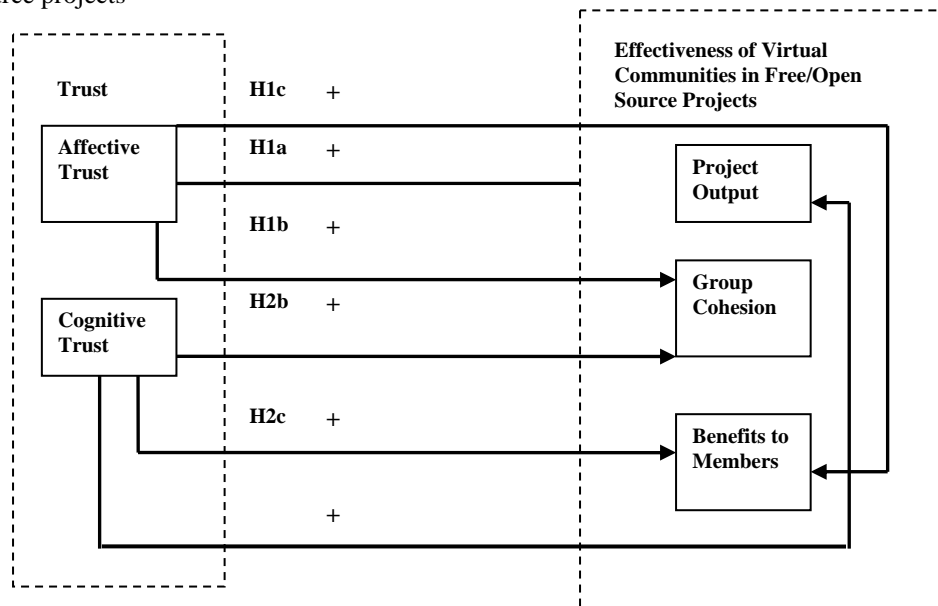 ree projects
Effectiveness of Virtual
Communities in Free/Open
Source Projects
Trust
H1c +
Affective
Trust
H1a +
Project
Output
H1b +
Group
Cohesion
H2b +
Cognitive
Trust
H2c +
Benefits to
Members
+